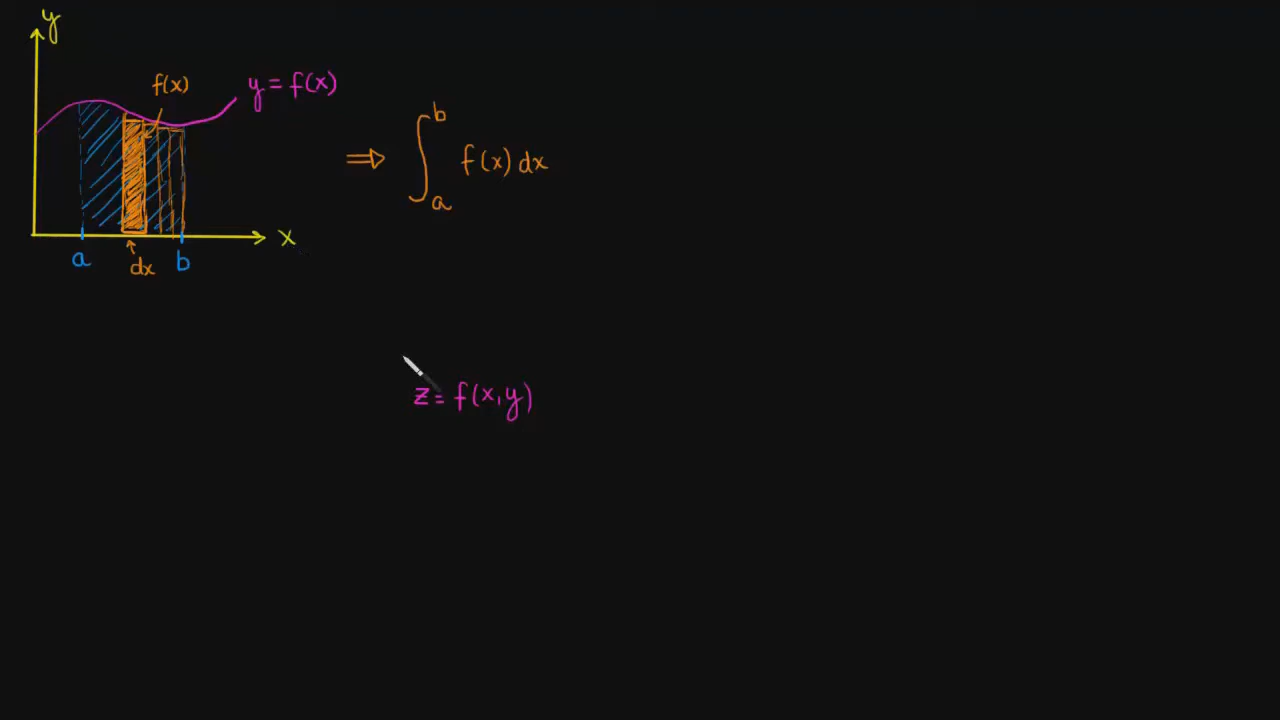 y
f(x)
y = f(x)
⇒ ∫_a^b f(x) dx
x
a
dx
b
z = f(x,y)